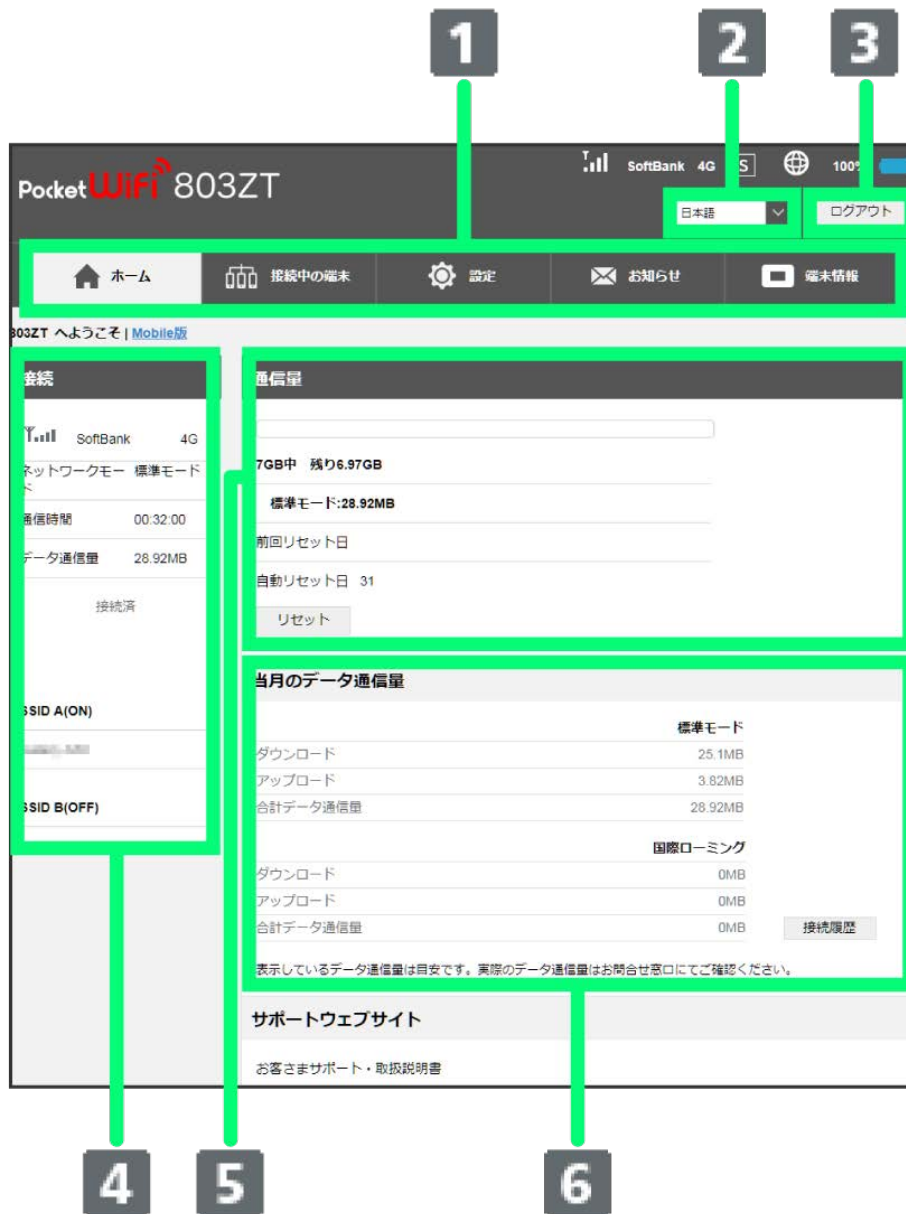 1 2 3
SoftBank 4G S 100%
Pocket WiFi 803ZT
日本語 ログアウト
ホーム 接続中の端末 設定 お知らせ 端末情報
803ZT へようこそ | Mobile版
接続
SoftBank 4G
ネットワークモー 標準モード
ド
通信時間 00:32:00
データ通信量 28.92MB
接続済
SSID A(ON)
SSID B(OFF)
通信量
7GB中 残り6.97GB
標準モード:28.92MB
前回リセット日
自動リセット日 31
リセット
当月のデータ通信量
標準モード
ダウンロード 25.1MB
アップロード 3.82MB
合計データ通信量 28.92MB
国際ローミング
ダウンロード 0MB
アップロード 0MB
合計データ通信量 0MB 接続履歴
表示しているデータ通信量は目安です。実際のデータ通信量はお問合せ窓口にてご確認ください。
サポートウェブサイト
お客さまサポート・取扱説明書
4 5 6